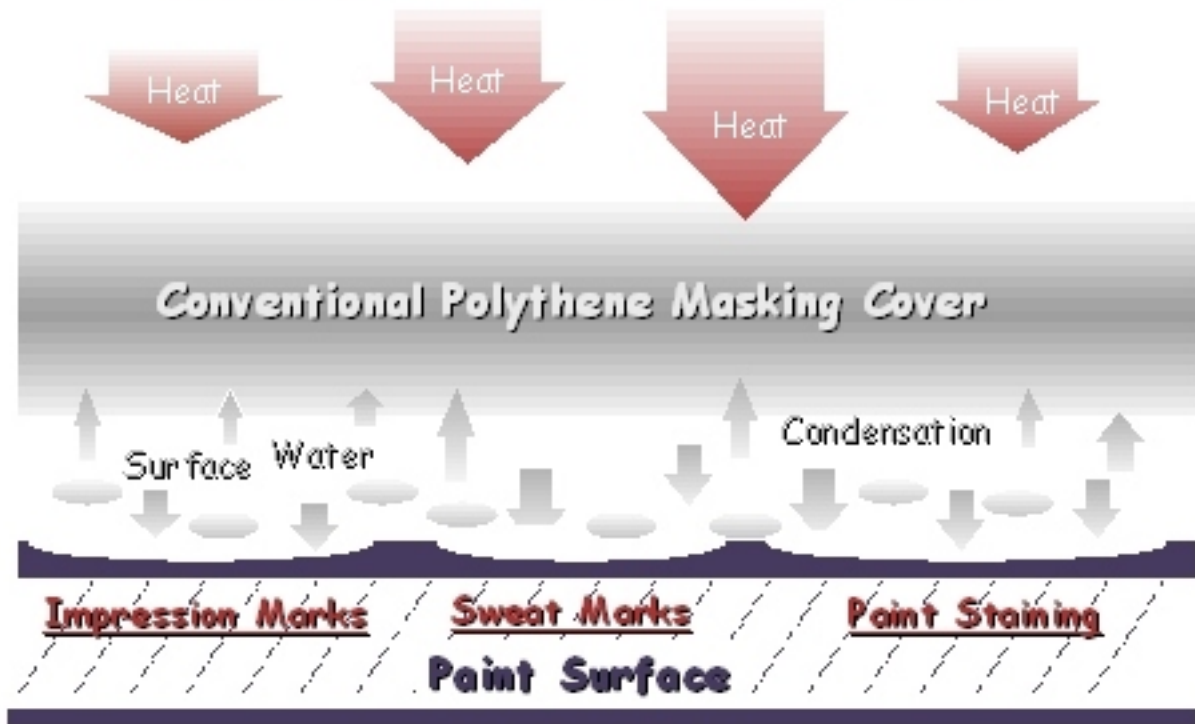 Heat
Heat
Heat
Heat
Conventional Polythene Masking Cover
Surface Water
Condensation
Impression Marks
Sweat Marks
Paint Staining
Paint Surface